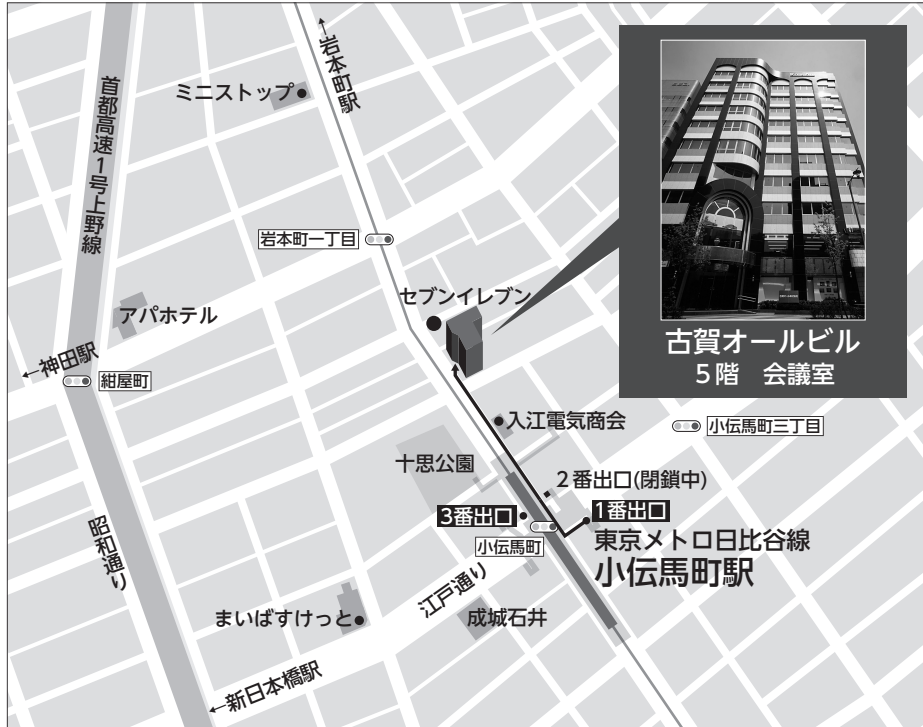 ←岩本町駅
ミニストップ
首都高速1号上野線
岩本町一丁目
セブンイレブン
アパホテル
←神田駅
紺屋町
古賀オールビル
5階 会議室
入江電気商会
小伝馬町三丁目
十思公園
2番出口(閉鎖中)
3番出口
1番出口
小伝馬町
東京メトロ日比谷線
小伝馬町駅
昭和通り
江戸通り
まいばすけっと
成城石井
←新日本橋駅